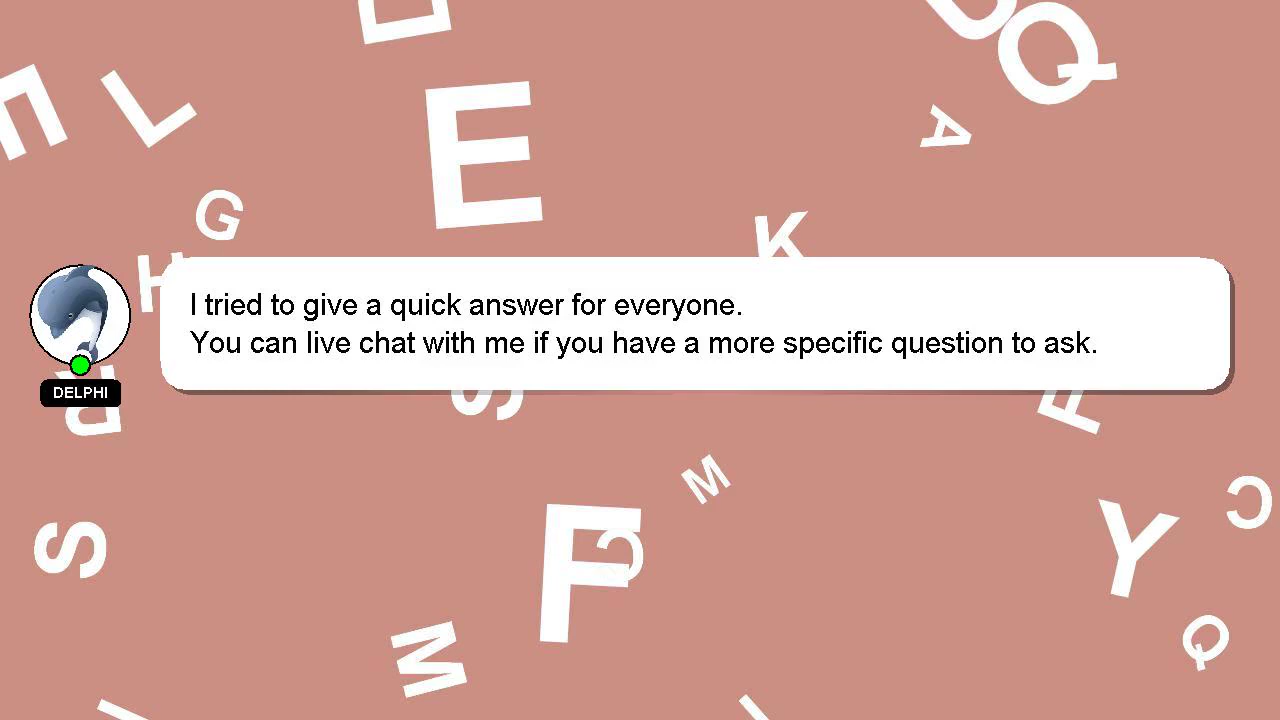 I tried to give a quick answer for everyone.
You can live chat with me if you have a more specific question to ask.
DELPHI
E
L
E
Q
A
G
K
H
S
R
F
M
S
F
G
Y
C
Q
M